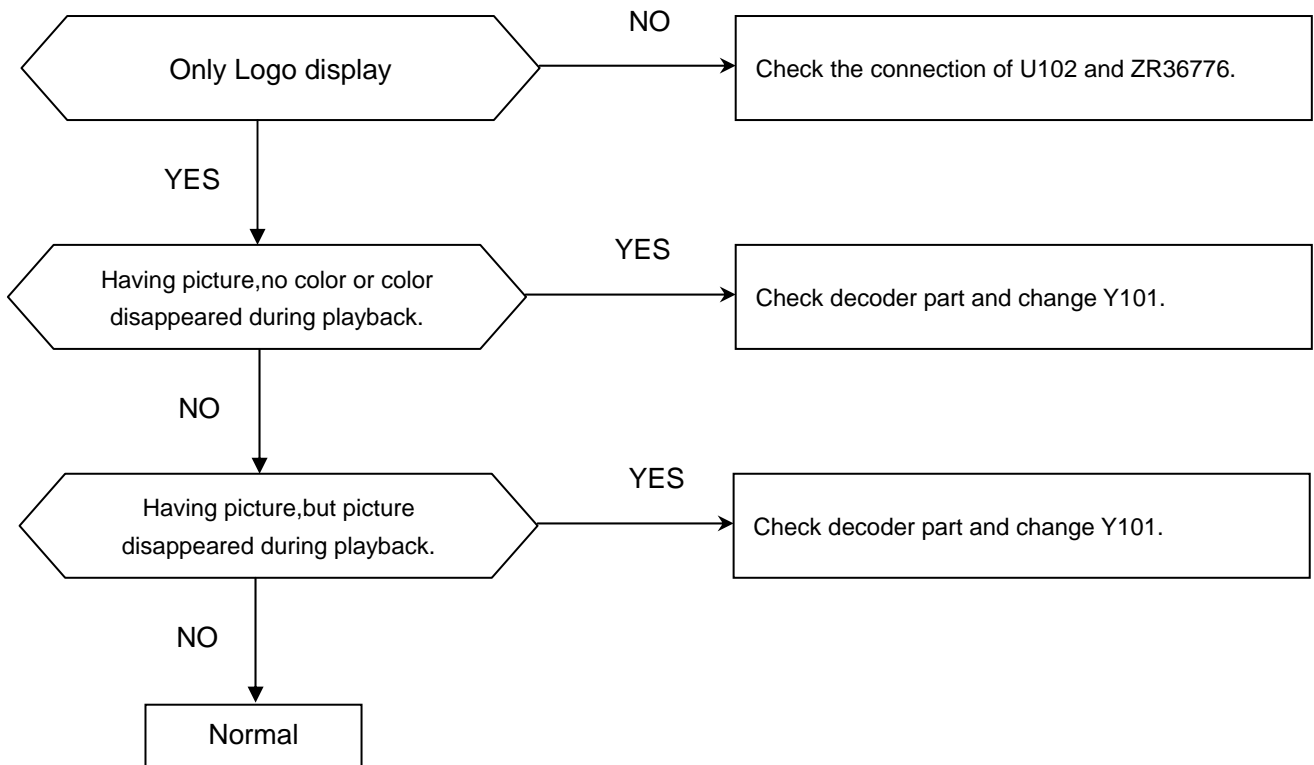 NO
Only Logo display
Check the connection of U102 and ZR36776.
YES
YES
Having picture,no color or color
disappeared during playback.
Check decoder part and change Y101.
NO
YES
Having picture,but picture
disappeared during playback.
Check decoder part and change Y101.
NO
Normal